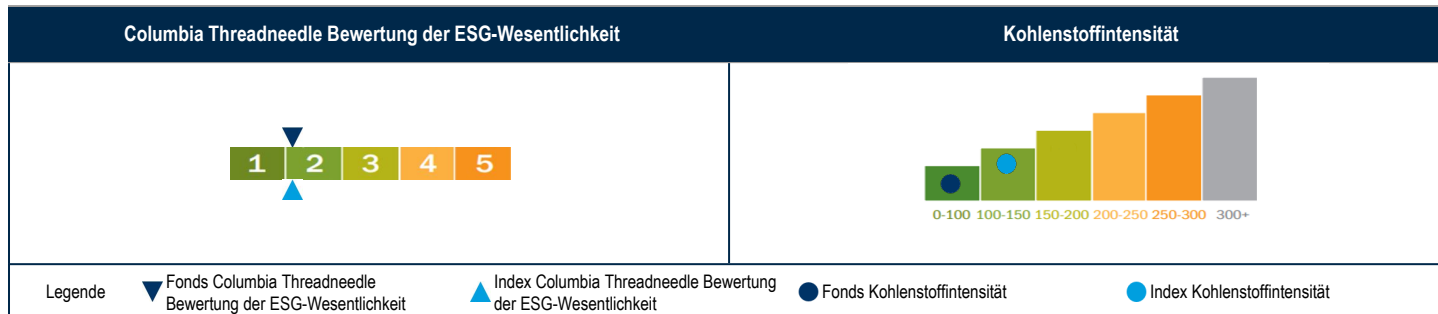 Columbia Threadneedle Bewertung der ESG-Wesentlichkeit
Kohlenstoffintensität
1 2 3 4 5
0-100 100-150 150-200 200-250 250-300 300+
Legende
Fonds Columbia Threadneedle
Bewertung der ESG-Wesentlichkeit
Index Columbia Threadneedle Bewertung
der ESG-Wesentlichkeit
Fonds Kohlenstoffintensität
Index Kohlenstoffintensität